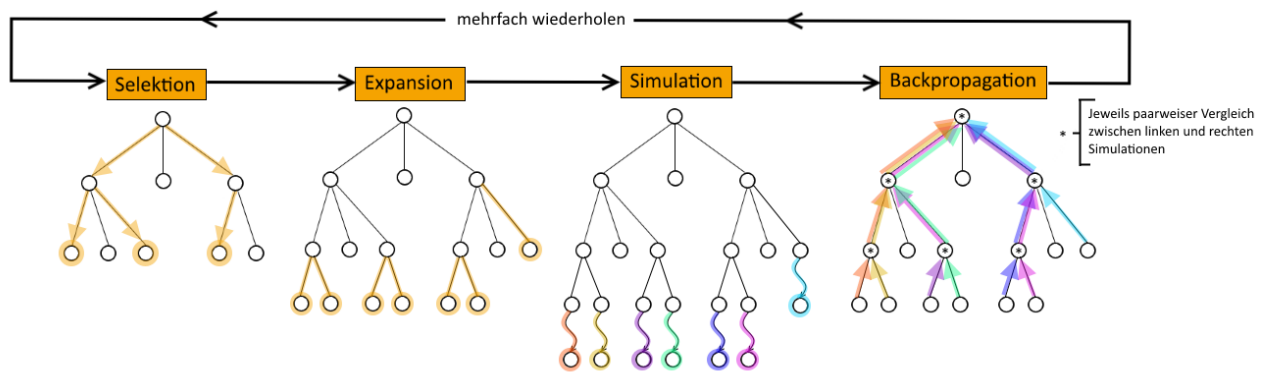 mehrfach wiederholen
Selektion
Expansion
Simulation
Backpropagation
* Jeweils paarweiser Vergleich
zwischen linken und rechten
Simulationen
*
*
*
*
*
*